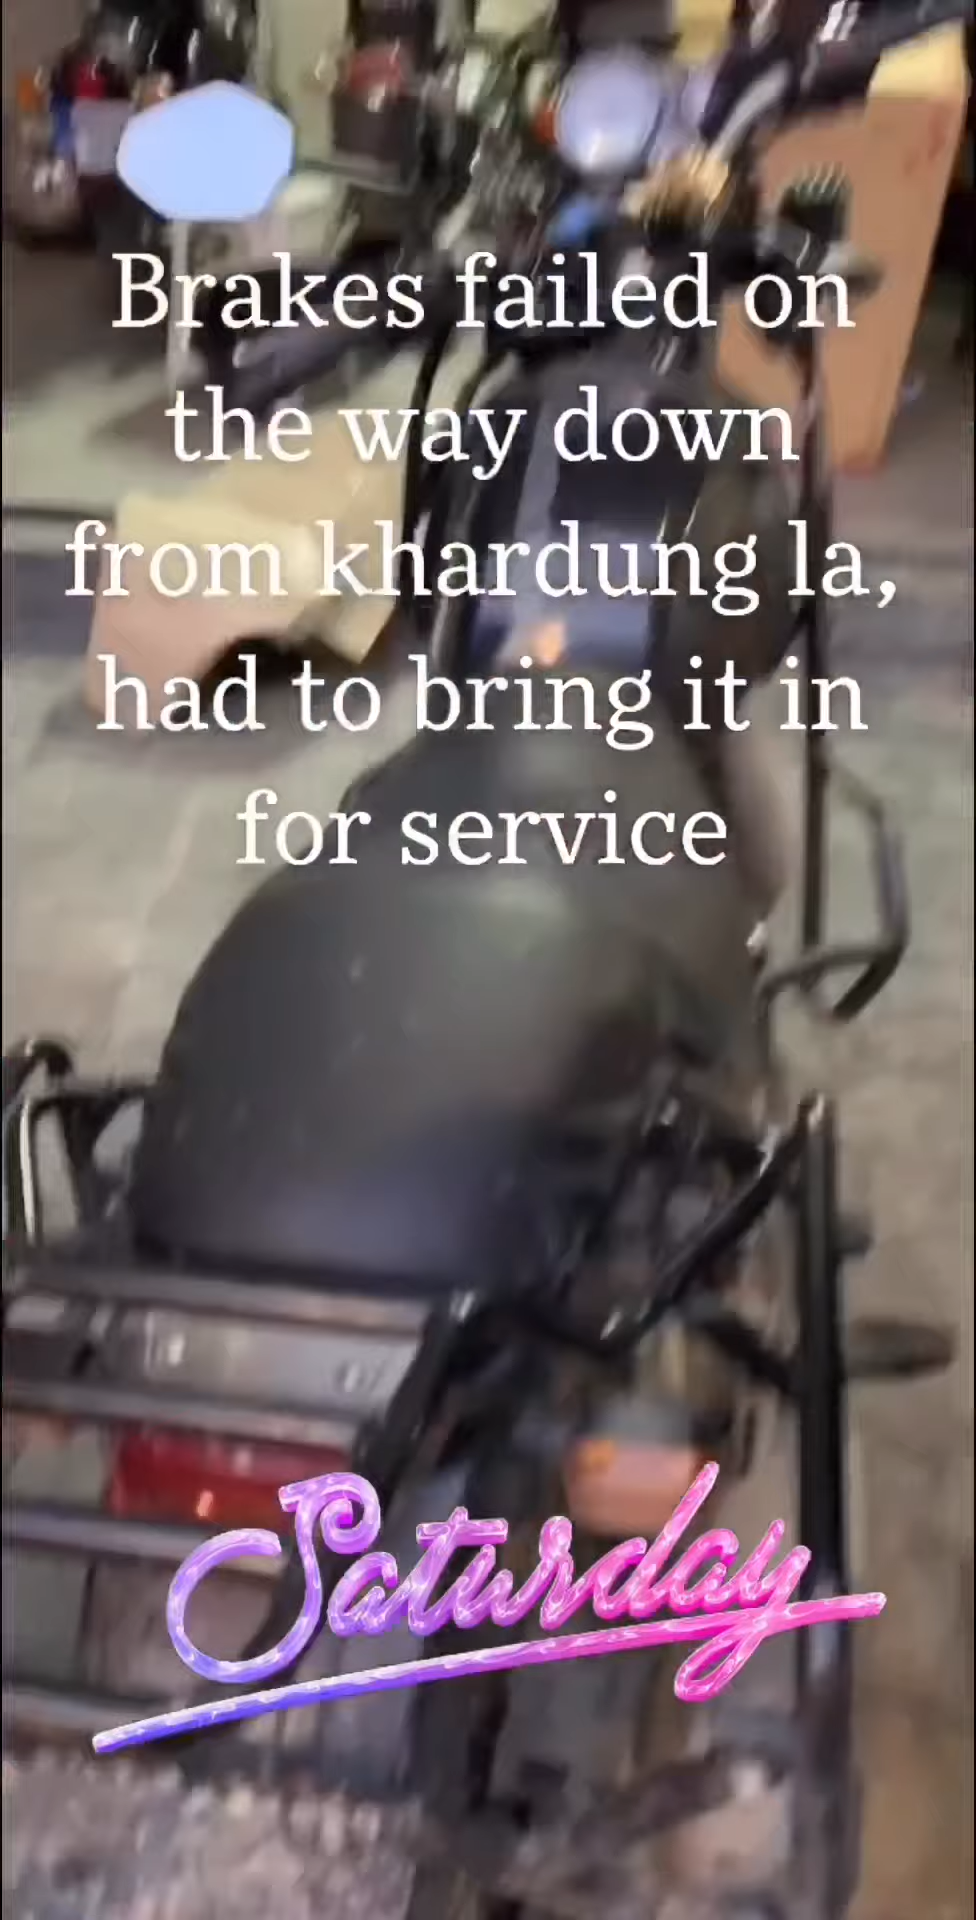 Brakes failed on
the way down
from khardung la,
had to bring it in
for service
Saturday